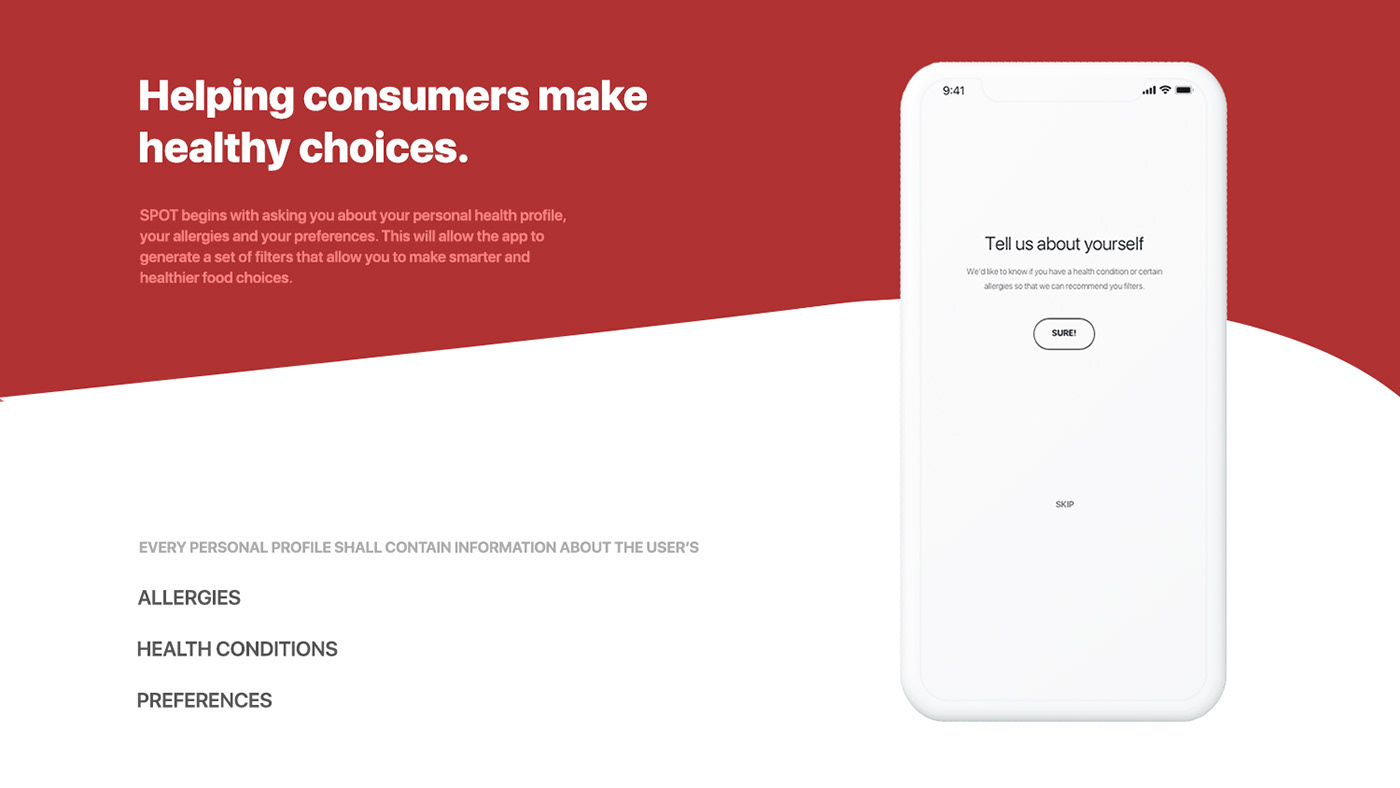 Helping consumers make
healthy choices.
SPOT begins with asking you about your personal health profile,
your allergies and your preferences. This will allow the app to
generate a set of filters that allow you to make smarter and
healthier food choices.
EVERY PERSONAL PROFILE SHALL CONTAIN INFORMATION ABOUT THE USER'S
ALLERGIES
HEALTH CONDITIONS
PREFERENCES
9:41
Tell us about yourself
We'd like to know if you have a health condition or certain
allergies so that we can recommend you filters.
SURE!
SKIP